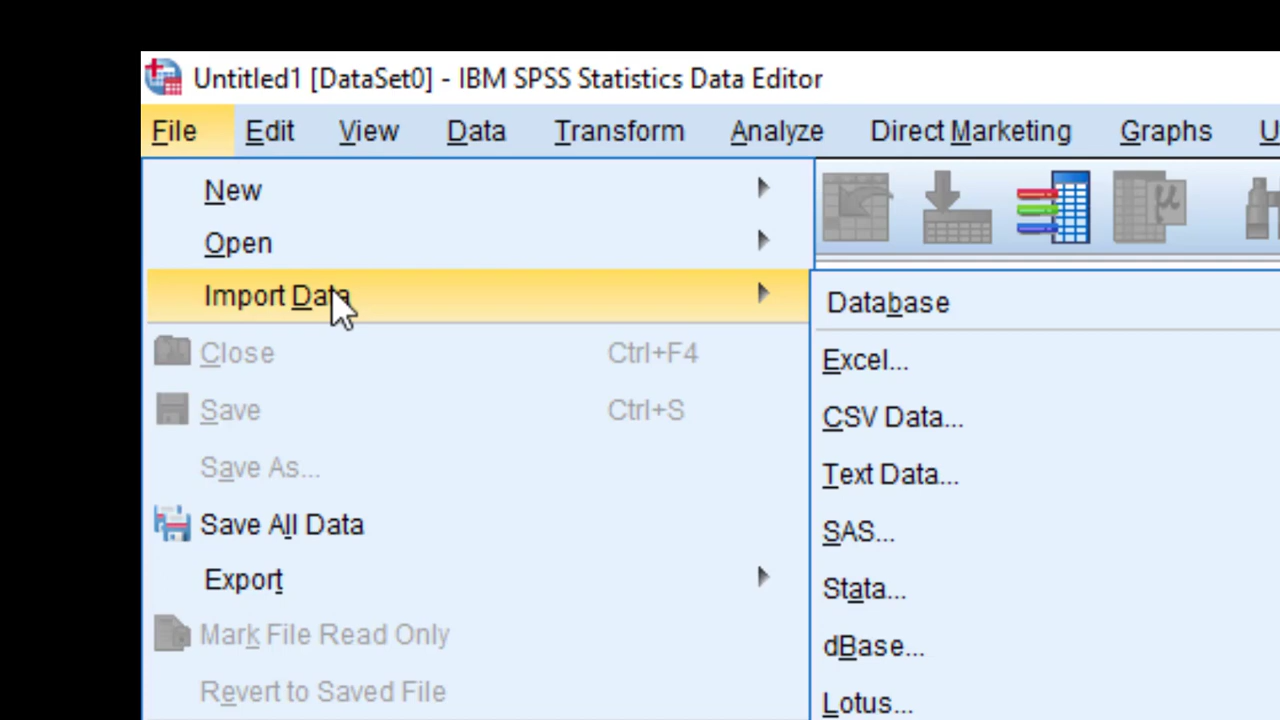 Untitled1 [DataSet0] - IBM SPSS Statistics Data Editor
File Edit View Data Transform Analyze Direct Marketing Graphs
New
Open
Import Data
Close Ctrl+F4
Save Ctrl+S
Save As...
Save All Data
Export
Mark File Read Only
Revert to Saved File
Database
Excel...
CSV Data...
Text Data...
SAS...
Stata...
dBase...
Lotus...